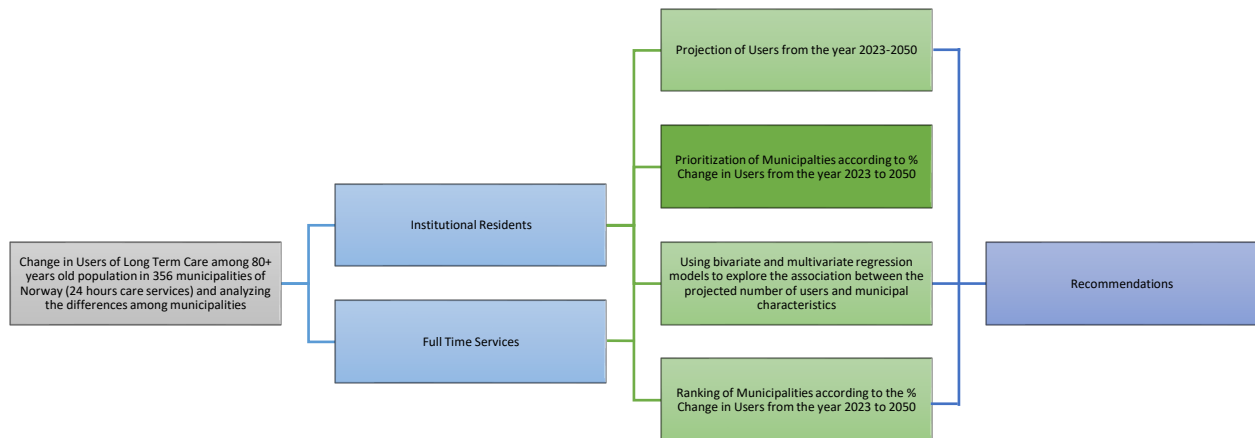 Change in Users of Long Term Care among 80+
years old population in 356 municipalities of
Norway (24 hours care services) and analyzing
the differences among municipalities
Institutional Residents
Full Time Services
Projection of Users from the year 2023-2050
Prioritization of Municipalties according to %
Change in Users from the year 2023 to 2050
Using bivariate and multivariate regression
models to explore the association between the
projected number of users and municipal
characteristics
Ranking of Municipalities according to the %
Change in Users from the year 2023 to 2050
Recommendations